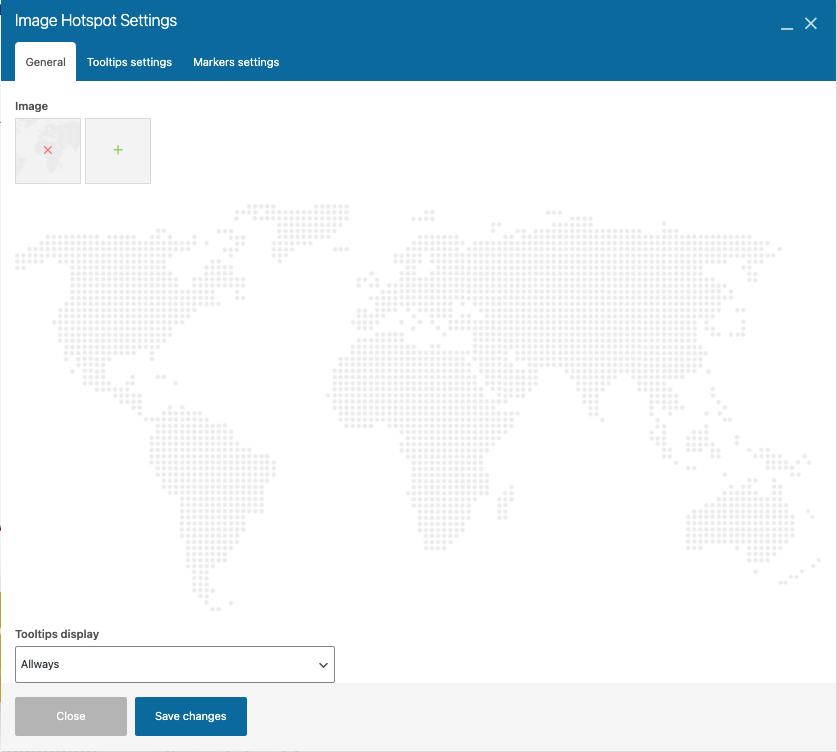 Image Hotspot Settings
General Tooltips settings Markers settings
Image
Tooltips display
Allways
Close Save changes